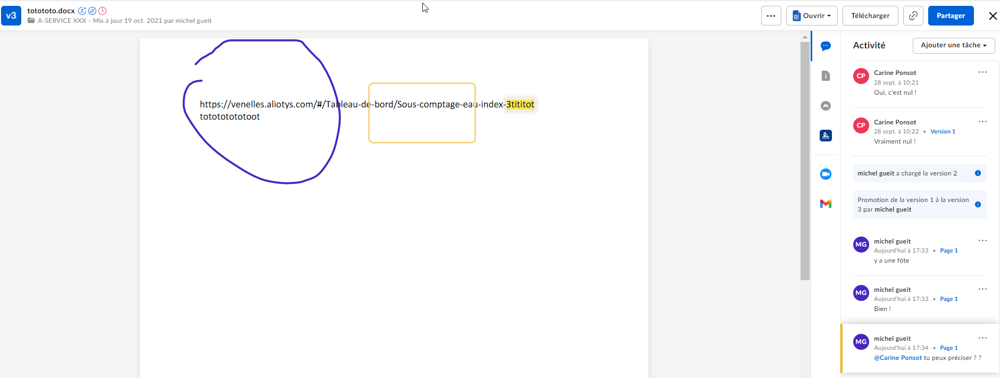 v3
totototo.docx
A-SERVICE XXX · Mis à jour 19 oct. 2021 par michel gueit
Ouvrir
Télécharger
Partager
https://venelles.aliotys.com/#/Tableau-de-bord/Sous-comptage-eau-index-3tititot
totototototoot
Activité
Ajouter une tâche
CP
Carine Ponsot
28 sept. à 10:21
Oui, c'est nul !
CP
Carine Ponsot
28 sept. à 10:22 • Version 1
Vraiment nul !
michel gueit a chargé la version 2
Promotion de la version 1 à la version
3 par michel gueit
MG
michel gueit
Aujourd'hui à 17:33 • Page 1
y a une fôte
MG
michel gueit
Aujourd'hui à 17:33 • Page 1
Bien !
MG
michel gueit
Aujourd'hui à 17:34 • Page 1
@Carine Ponsot tu peux préciser ? ?